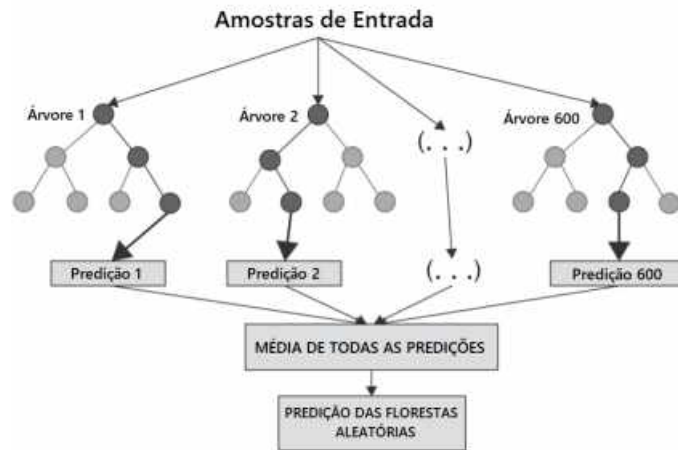 Amostras de Entrada
Árvore 1
Árvore 2
(. . .)
Árvore 600
Predição 1
Predição 2
(. . .)
Predição 600
MÉDIA DE TODAS AS PREDIÇÕES
PREDIÇÃO DAS FLORESTAS
ALEATÓRIAS